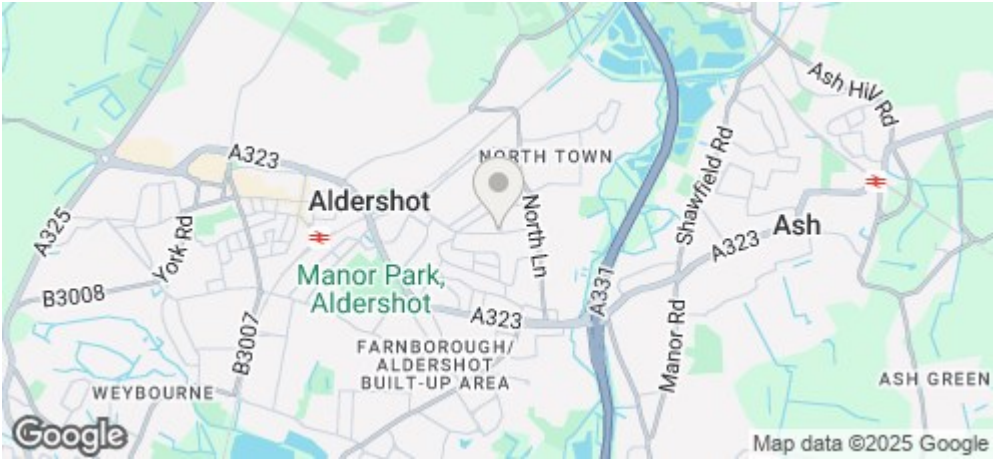 Ash Hill Rd
A323
NORTH TOWN
Aldershot
A325
York Rd
North Ln
Shawfield Rd
Ash
A323
Manor Park,
Aldershot
B3008
A331
A323
B3007
Manor Rd
FARNBOROUGH/
ALDERSHOT
BUILT-UP AREA
WEYBOURNE
ASH GREEN
Google
Map data ©2025 Google